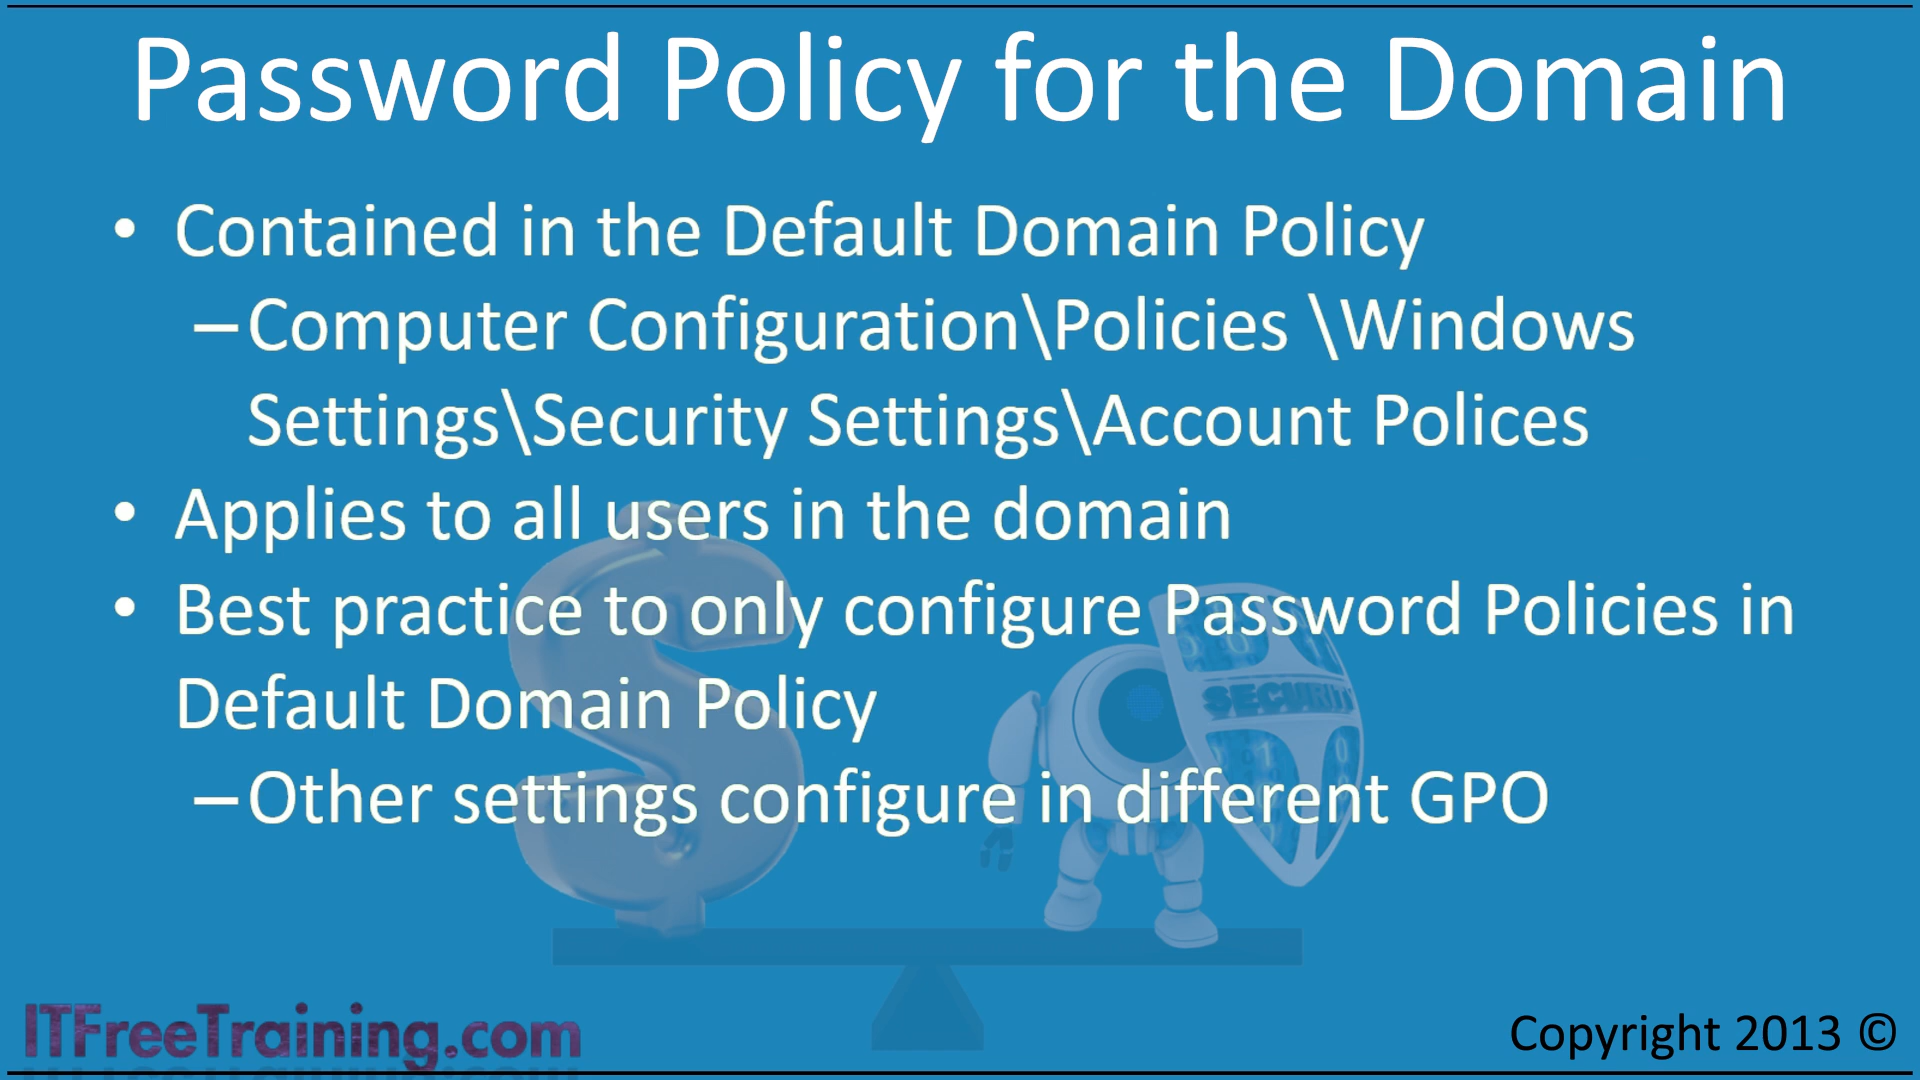 Password Policy for the Domain
• Contained in the Default Domain Policy
–Computer Configuration\Policies \Windows
Settings\Security Settings\Account Polices
• Applies to all users in the domain
• Best practice to only configure Password Policies in
Default Domain Policy
–Other settings configure in different GPO
SECURITY
ITFreeTraining.com
Copyright 2013 ©